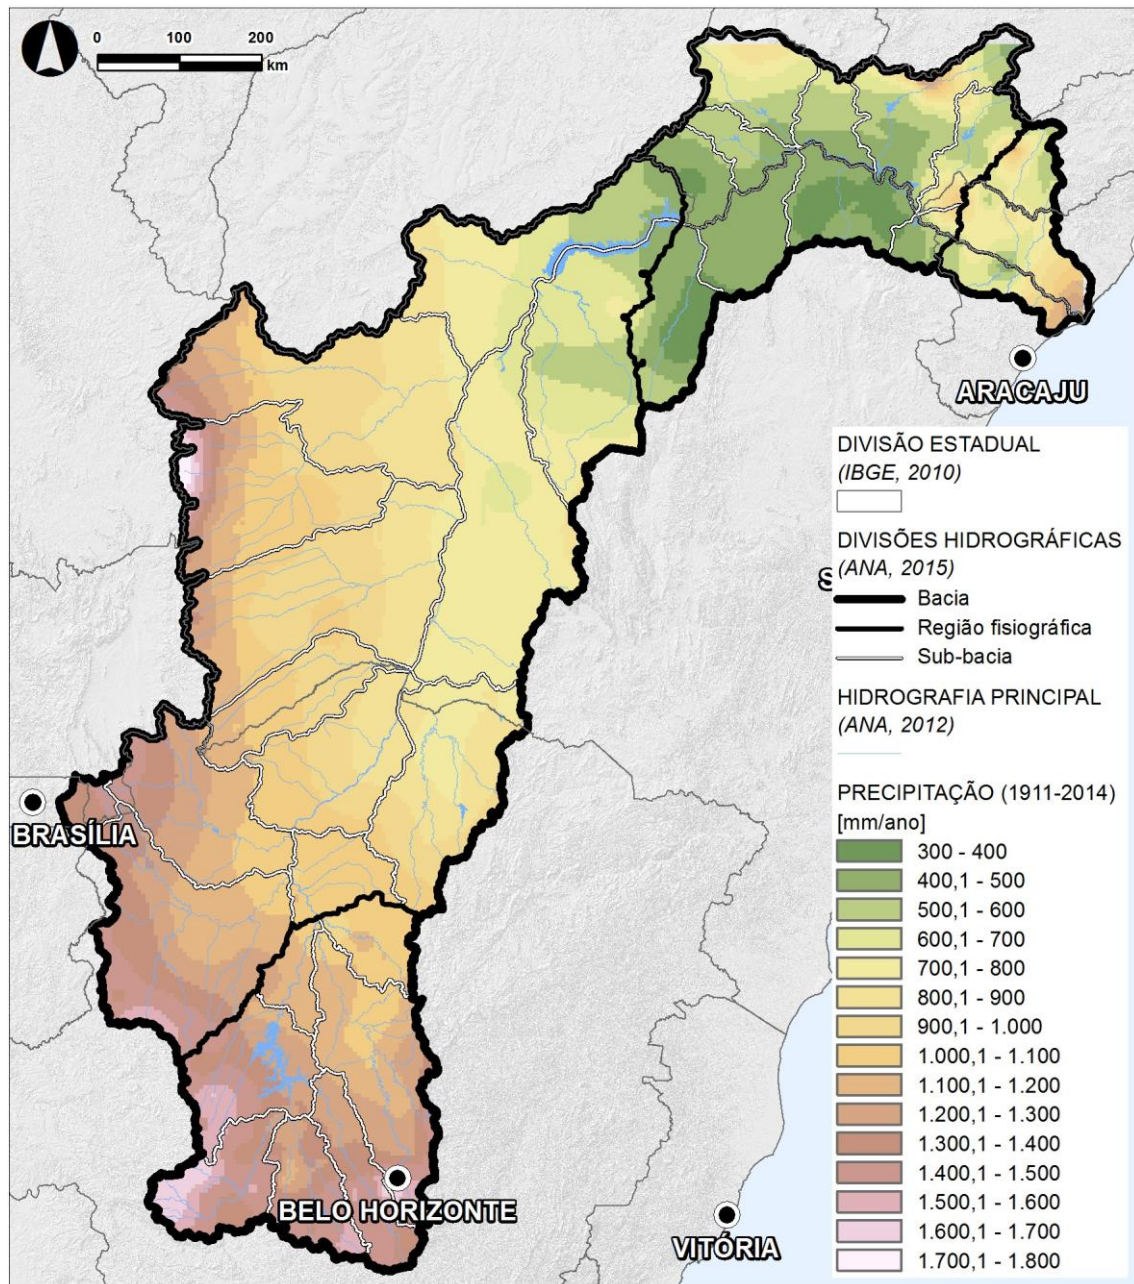 0 100 200
km
ARACAJU
BRASÍLIA
BELO HORIZONTE
VITÓRIA
S
DIVISÃO ESTADUAL
(IBGE, 2010)
DIVISÕES HIDROGRÁFICAS
(ANA, 2015)
Bacia
Região fisiográfica
Sub-bacia
HIDROGRAFIA PRINCIPAL
(ANA, 2012)
PRECIPITAÇÃO (1911-2014)
[mm/ano]
300 - 400
400,1 - 500
500,1 - 600
600,1 - 700
700,1 - 800
800,1 - 900
900,1 - 1.000
1.000,1 - 1.100
1.100,1 - 1.200
1.200,1 - 1.300
1.300,1 - 1.400
1.400,1 - 1.500
1.500,1 - 1.600
1.600,1 - 1.700
1.700,1 - 1.800